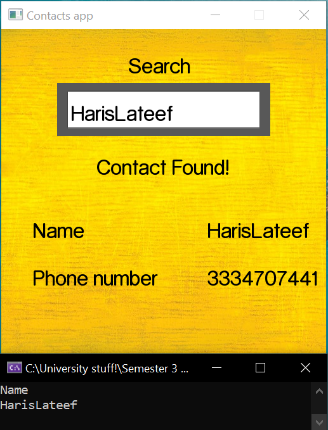 Contacts app
Search
HarisLateef
Contact Found!
Name HarisLateef
Phone number 3334707441
C:\University stuff!\Semester 3 ...
Name
HarisLateef